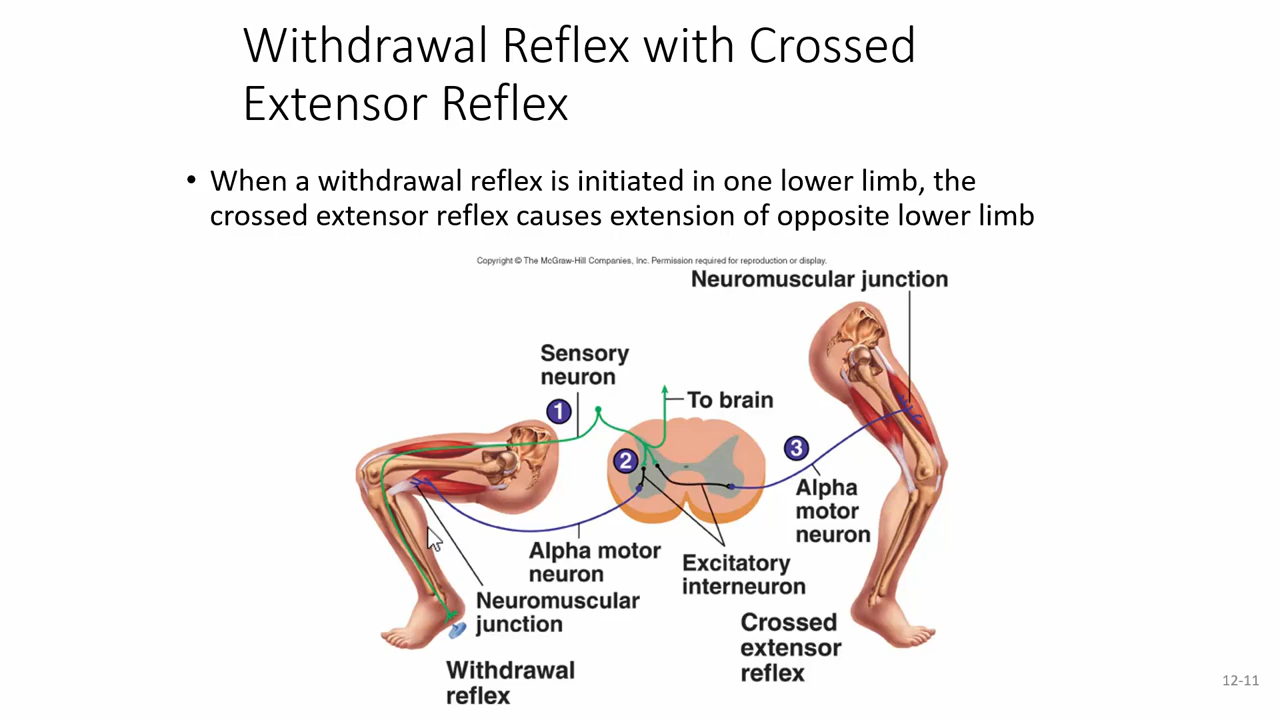 Withdrawal Reflex with Crossed
Extensor Reflex
• When a withdrawal reflex is initiated in one lower limb, the
crossed extensor reflex causes extension of opposite lower limb
Copyright © The McGraw-Hill Companies, Inc. Permission required for reproduction or display.
Neuromuscular junction
Sensory
neuron
To brain
1
2
3
Alpha
motor
neuron
Alpha motor
neuron
Excitatory
interneuron
Neuromuscular
junction
Crossed
extensor
reflex
Withdrawal
reflex
12-11